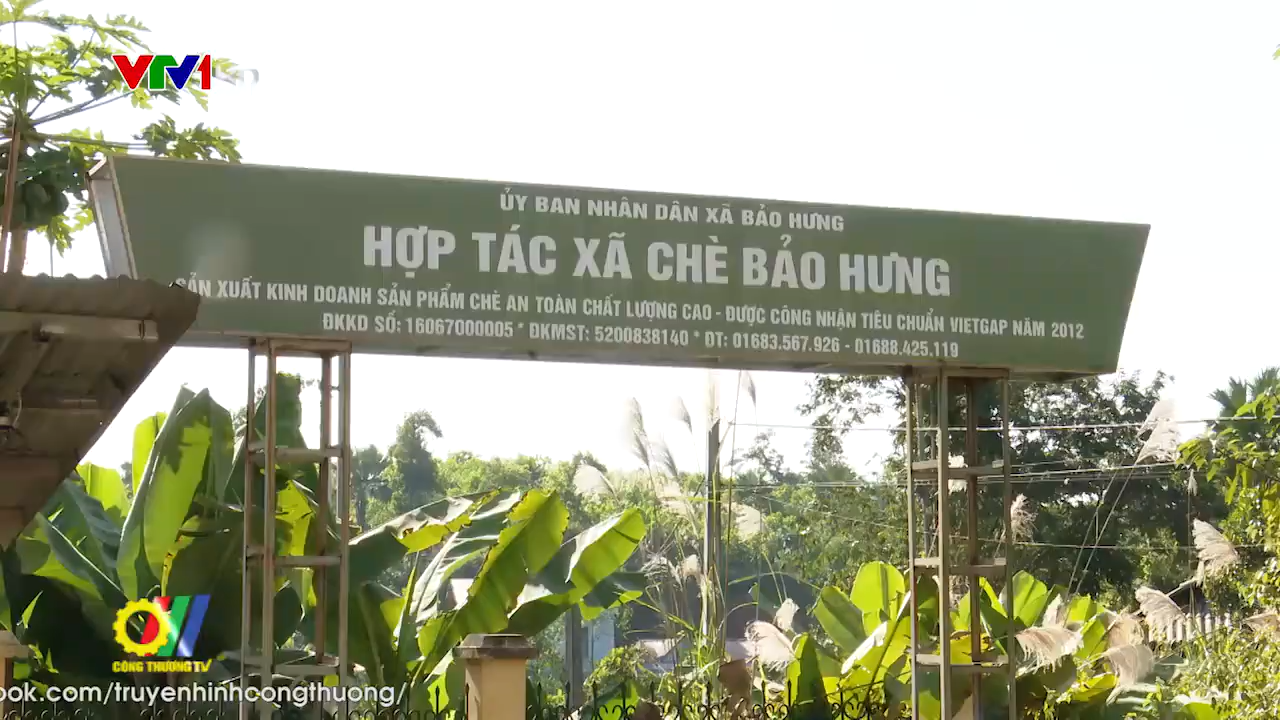 VTV1
ỦY BAN NHÂN DÂN XÃ BẢO HƯNG
HỢP TÁC XÃ CHÈ BẢO HƯNG
SẢN XUẤT KINH DOANH SẢN PHẨM CHÈ AN TOÀN CHẤT LƯỢNG CAO - ĐƯỢC CÔNG NHẬN TIÊU CHUẨN VIETGAP NĂM 2012
ĐKKD SỐ: 16067000005 * ĐKMST: 5200838140 * ĐT: 01683.567.926 - 01688.425.119
CÔNG THƯƠNG TV
ook.com/truyenhinhcongthuong/